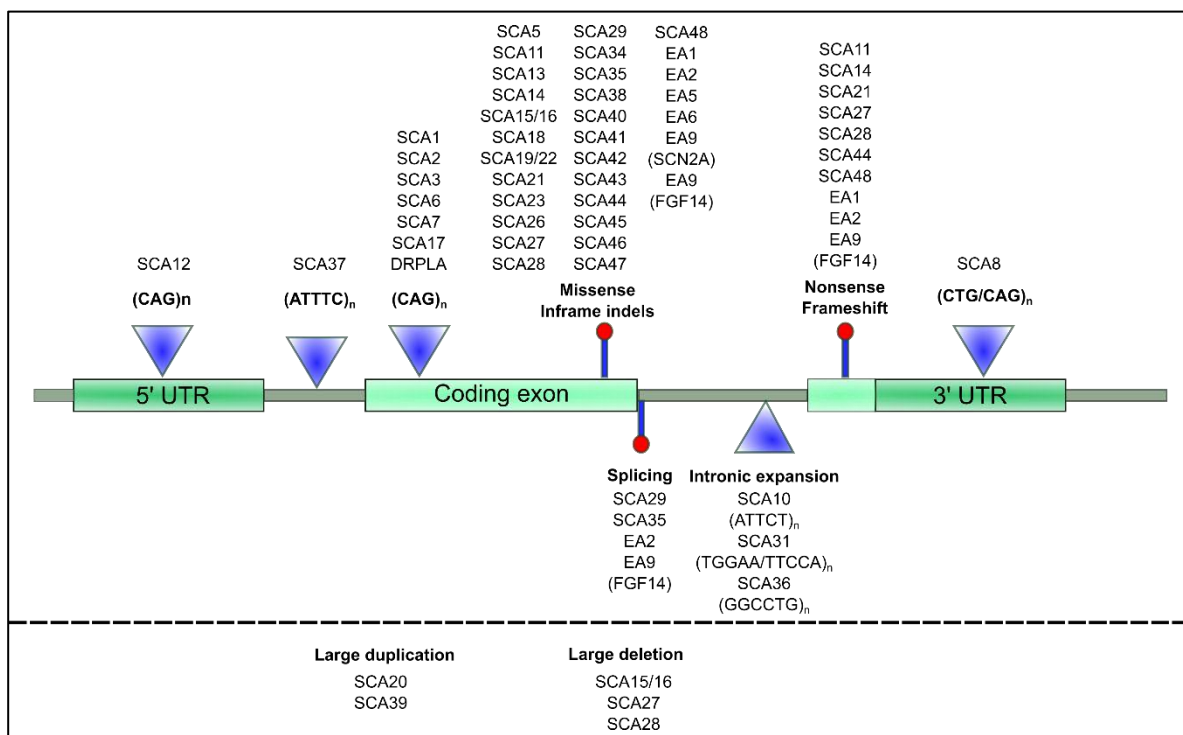 SCA5
SCA11
SCA13
SCA14
SCA15/16
SCA18
SCA19/22
SCA21
SCA23
SCA26
SCA27
SCA28
SCA29
SCA34
SCA35
SCA38
SCA40
SCA41
SCA42
SCA43
SCA44
SCA45
SCA46
SCA47
SCA48
EA1
EA2
EA5
EA6
EA9
(SCN2A)
EA9
(FGF14)
Missense
Inframe indels
SCA11
SCA14
SCA21
SCA27
SCA28
SCA44
SCA48
EA1
EA2
EA9
(FGF14)
Nonsense
Frameshift
SCA1
SCA2
SCA3
SCA6
SCA7
SCA17
DRPLA
(CAG)n
SCA12
(CAG)n
SCA37
(ATTTC)n
SCA8
(CTG/CAG)n
5' UTR
Coding exon
3' UTR
Splicing
SCA29
SCA35
EA2
EA9
(FGF14)
Intronic expansion
SCA10
(ATTCT)n
SCA31
(TGGAA/TTCCA)n
SCA36
(GGCCTG)n
Large duplication
SCA20
SCA39
Large deletion
SCA15/16
SCA27
SCA28